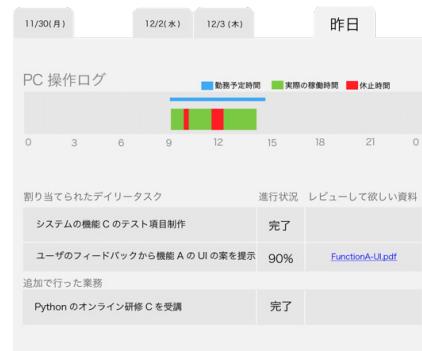 11/30(月)
12/2(水)
12/3 (木)
昨日
PC 操作ログ
勤務予定時間
実際の稼働時間
休止時間
0 3 6 9 12 15 18 21 0
割り当てられたデイリータスク 進行状況 レビューして欲しい資料
システムの機能 C のテスト項目制作 完了
ユーザのフィードバックから機能 A の UI の案を提示 90% FunctionA-UI.pdf
追加で行った業務
Python のオンライン研修 C を受講 完了